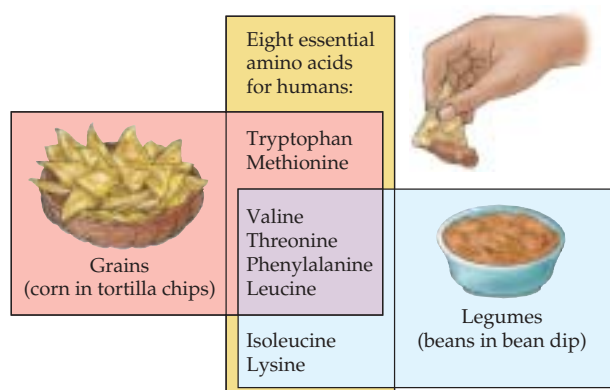 Eight essential
amino acids
for humans:
Tryptophan
Methionine
Valine
Threonine
Phenylalanine
Leucine
Grains
(corn in tortilla chips)
Legumes
(beans in bean dip)
Isoleucine
Lysine